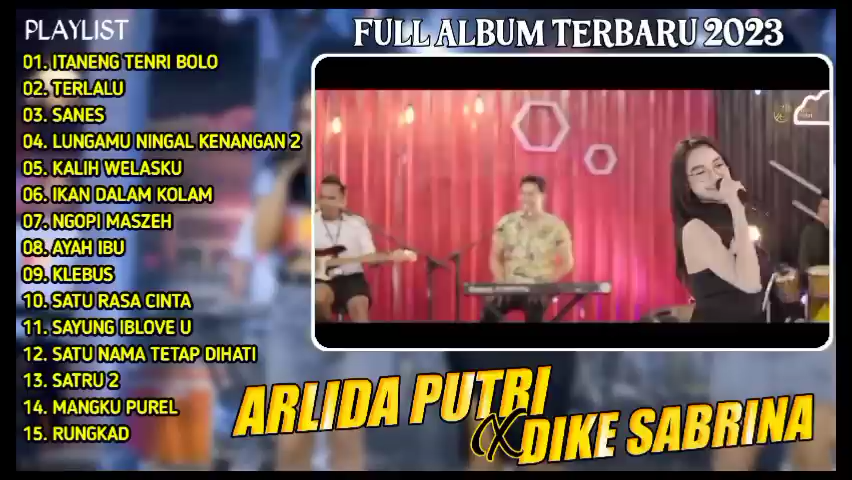 PLAYLIST
FULL ALBUM TERBARU 2023
01. ITANENG TENRI BOLO
02. TERLALU
03. SANES
04. LUNGAMU NINGAL KENANGAN 2
05. KALIH WELASKU
06. IKAN DALAM KOLAM
07. NGOPI MASZEH
08. AYAH IBU
09. KLEBUS
10. SATU RASA CINTA
11. SAYUNG IBLOVE U
12. SATU NAMA TETAP DIHATI
13. SATRU 2
14. MANGKU PUREL
15. RUNGKAD
ARLIDA PUTRI
X DIKE SABRINA